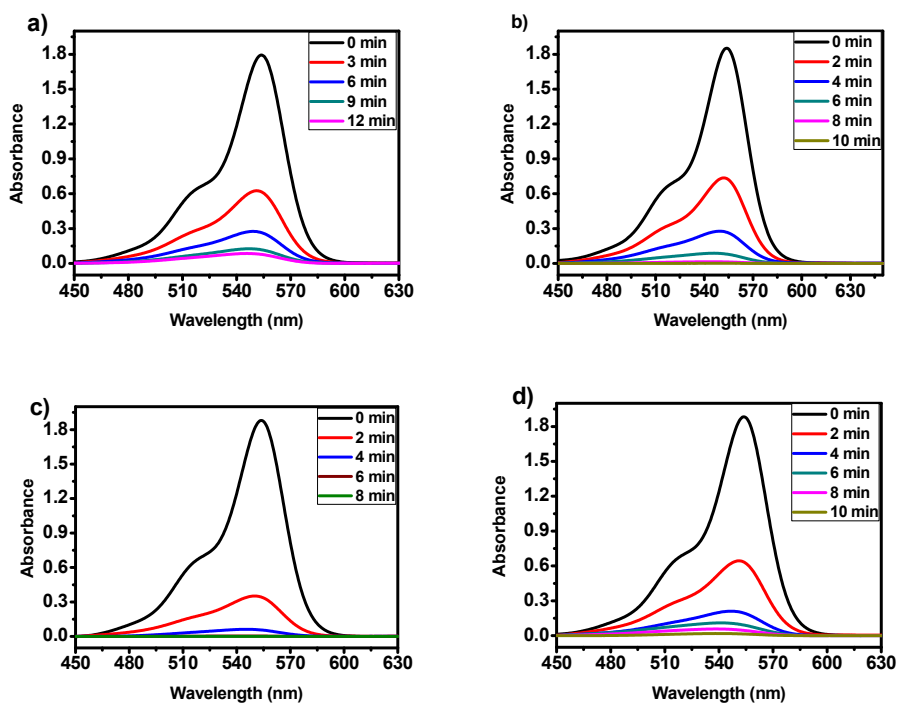 a)
0 min
3 min
6 min
9 min
12 min
1.8
1.5
1.2
0.9
0.6
0.3
0.0
Absorbance
450 480 510 540 570 600 630
Wavelength (nm)
b)
0 min
2 min
4 min
6 min
8 min
10 min
1.8
1.5
1.2
0.9
0.6
0.3
0.0
Absorbance
450 480 510 540 570 600 630
Wavelength (nm)
c)
0 min
2 min
4 min
6 min
8 min
1.8
1.5
1.2
0.9
0.6
0.3
0.0
Absorbance
450 480 510 540 570 600 630
Wavelength (nm)
d)
0 min
2 min
4 min
6 min
8 min
10 min
1.8
1.5
1.2
0.9
0.6
0.3
0.0
Absorbance
450 480 510 540 570 600 630
Wavelength (nm)